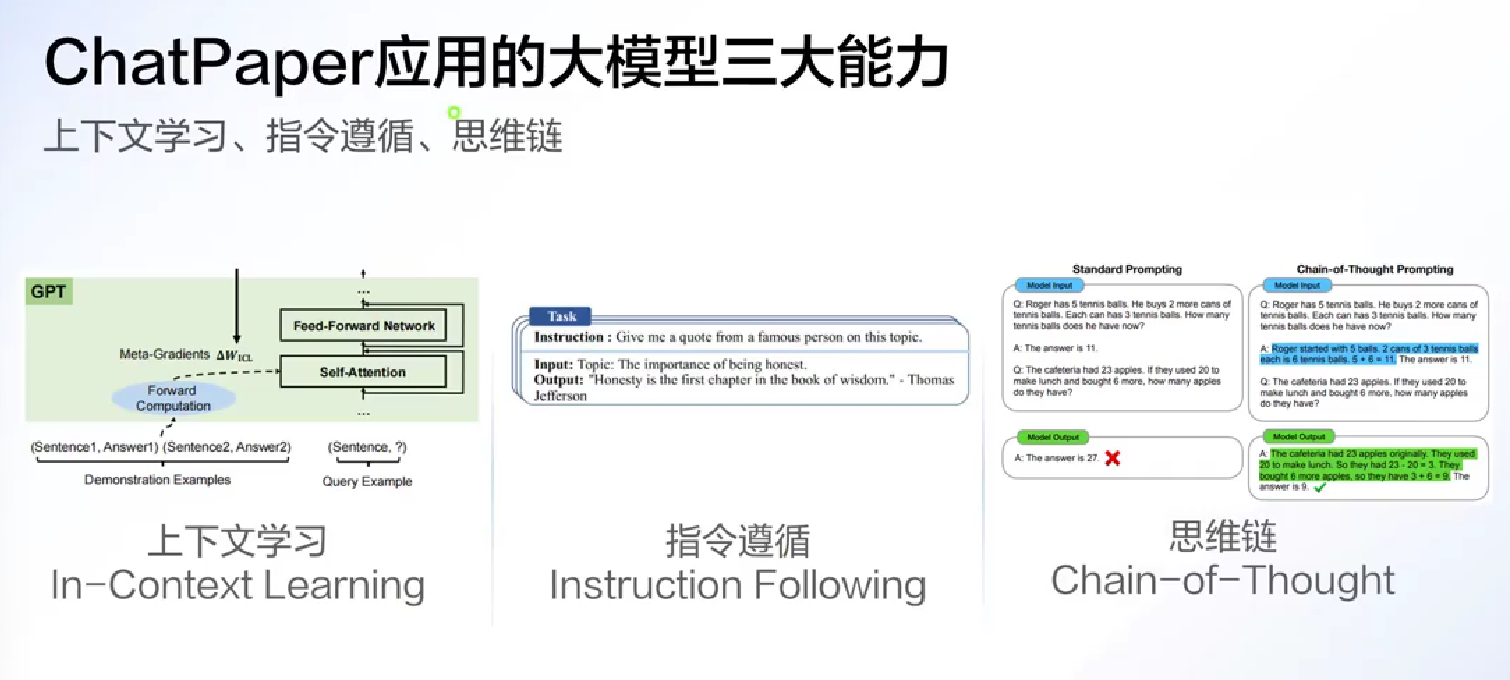 ChatPaper应用的大模型三大能力
上下文学习、指令遵循、思维链
GPT
...
Feed-Forward Network
Meta-Gradients ΔW_ICL
Self-Attention
Forward
Computation
...
(Sentence1, Answer1) (Sentence2, Answer2)
(Sentence, ?)
Demonstration Examples
Query Example
上下文学习
In-Context Learning
Task
Instruction : Give me a quote from a famous person on this topic.
Input: Topic: The importance of being honest.
Output: "Honesty is the first chapter in the book of wisdom." - Thomas
Jefferson
指令遵循
Instruction Following
Standard Prompting
Model Input
Q: Roger has 5 tennis balls. He buys 2 more cans of
tennis balls. Each can has 3 tennis balls. How many
tennis balls does he have now?
A: The answer is 11.
Q: The cafeteria had 23 apples. If they used 20 to
make lunch and bought 6 more, how many apples
do they have?
Model Output
A: The answer is 27.
Chain-of-Thought Prompting
Model Input
Q: Roger has 5 tennis balls. He buys 2 more cans of
tennis balls. Each can has 3 tennis balls. How many
tennis balls does he have now?
A: Roger started with 5 balls. 2 cans of 3 tennis balls
each is 6 tennis balls. 5 + 6 = 11. The answer is 11.
Q: The cafeteria had 23 apples. If they used 20 to
make lunch and bought 6 more, how many apples
do they have?
Model Output
A: The cafeteria had 23 apples originally. They used
20 to make lunch. So they had 23 - 20 = 3. They
bought 6 more apples, so they have 3 + 6 = 9. The
answer is 9.
思维链
Chain-of-Thought